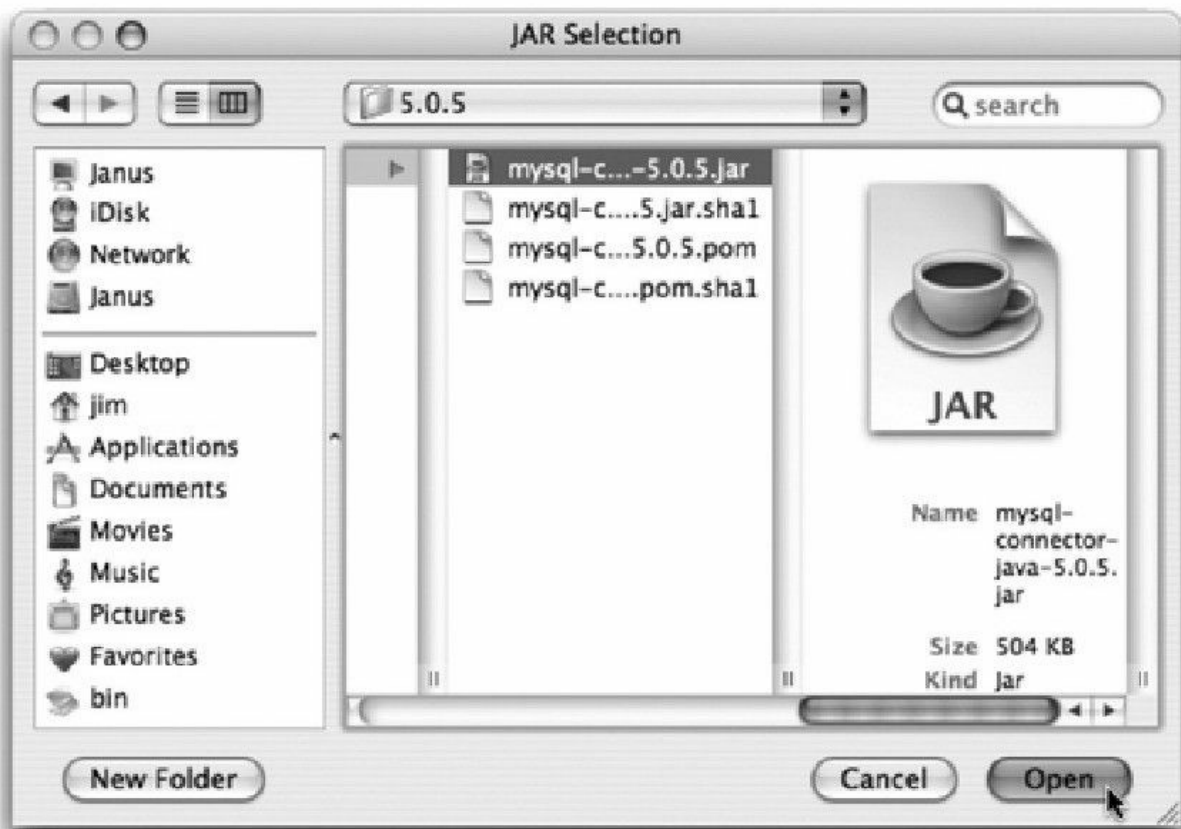 JAR Selection
5.0.5
search
Janus
iDisk
Network
Janus
Desktop
jim
Applications
Documents
Movies
Music
Pictures
Favorites
bin
mysql-c...-5.0.5.jar
mysql-c....5.jar.sha1
mysql-c...5.0.5.pom
mysql-c....pom.sha1
JAR
Name mysql-
connector-
java-5.0.5.
jar
Size 504 KB
Kind Jar
New Folder
Cancel
Open